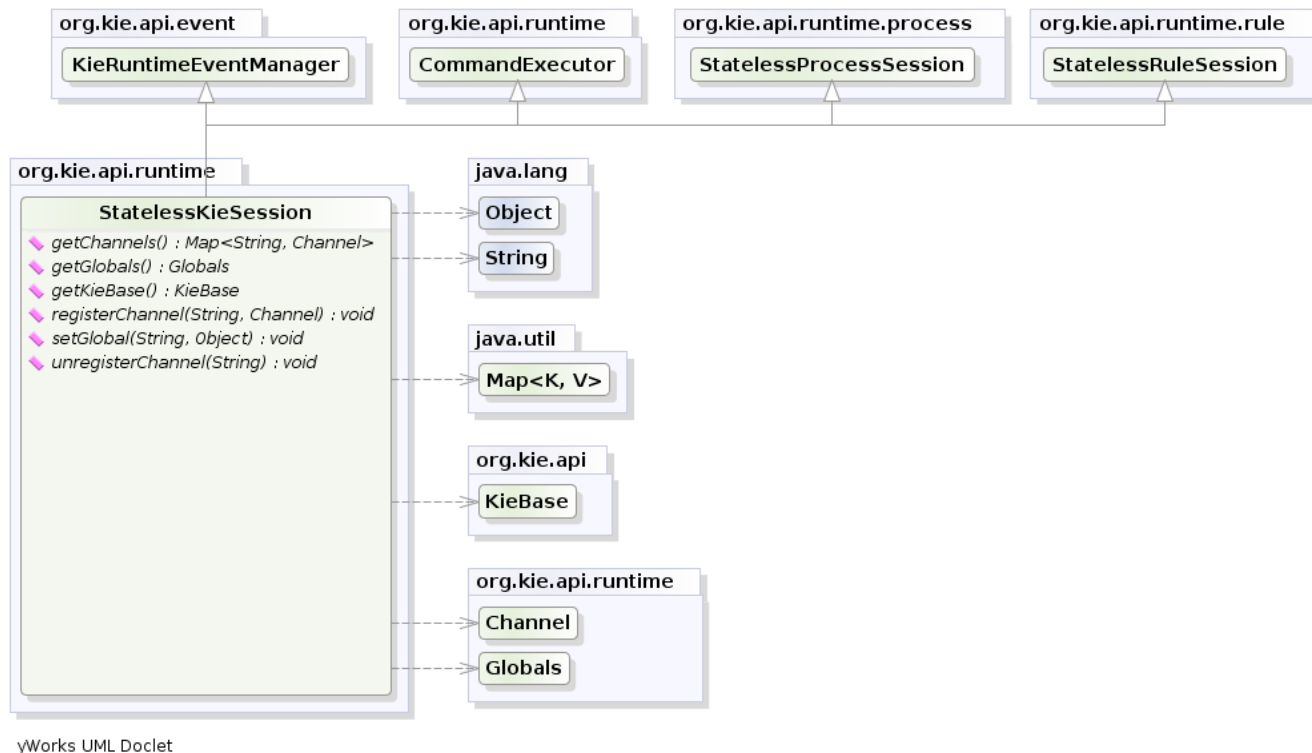 org.kie.api.event
KieRuntimeEventManager
org.kie.api.runtime
CommandExecutor
org.kie.api.runtime.process
StatelessProcessSession
org.kie.api.runtime.rule
StatelessRuleSession
org.kie.api.runtime
StatelessKieSession
getChannels() : Map<String, Channel>
getGlobals() : Globals
getKieBase() : KieBase
registerChannel(String, Channel) : void
setGlobal(String, Object) : void
unregisterChannel(String) : void
java.lang
Object
String
java.util
Map<K, V>
org.kie.api
KieBase
org.kie.api.runtime
Channel
Globals
yWorks UML Doclet